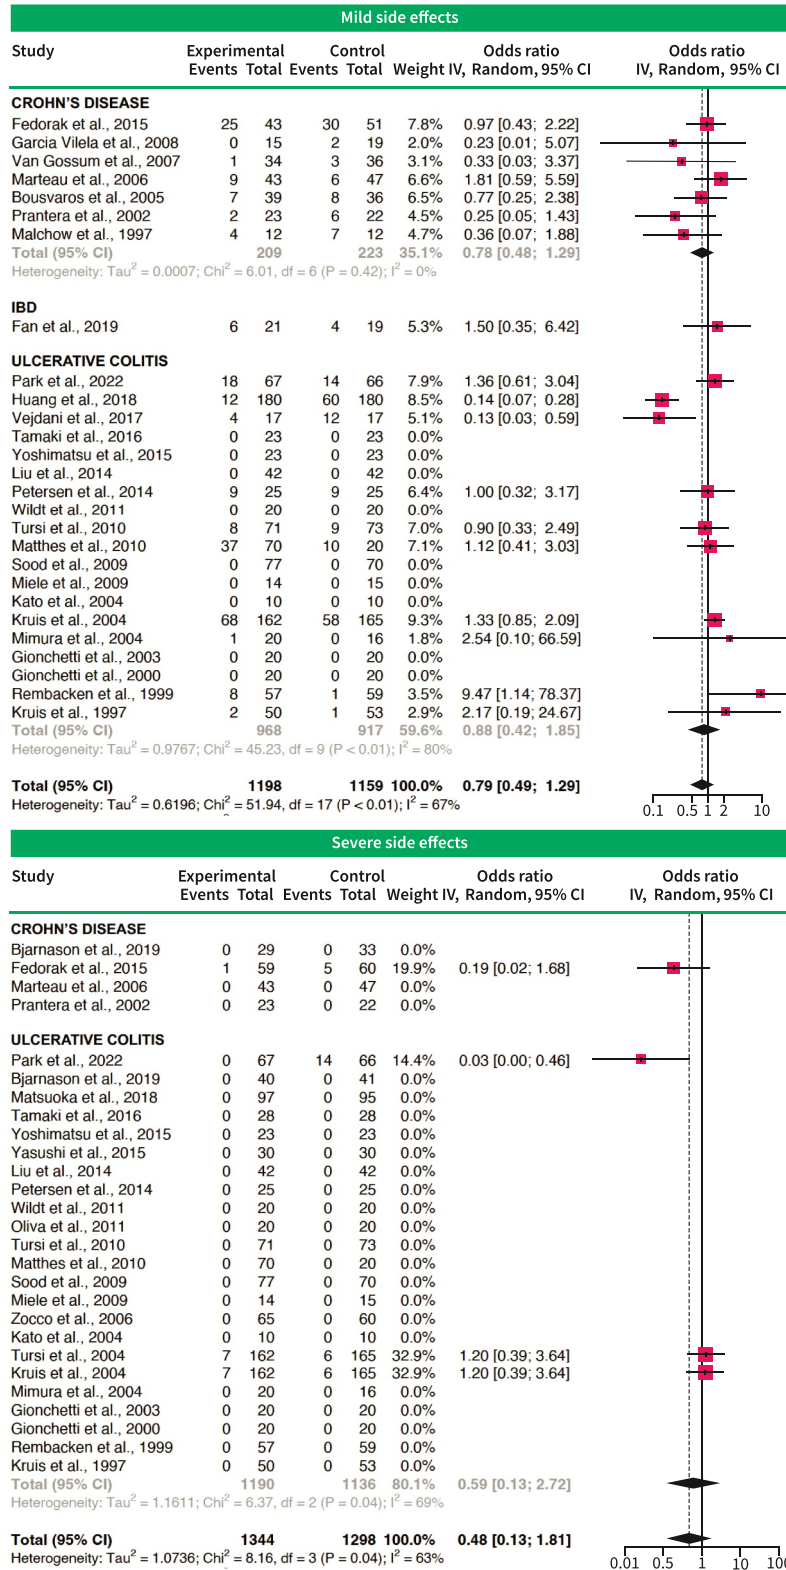 Mild side effects
Study Experimental Control Odds ratio Odds ratio
Events Total Events Total Weight IV, Random, 95% CI IV, Random, 95% CI
CROHN'S DISEASE
Fedorak et al., 2015 25 43 30 51 7.8% 0.97 [0.43; 2.22]
Garcia Vilela et al., 2008 0 15 2 19 2.0% 0.23 [0.01; 5.07]
Van Gossum et al., 2007 1 34 3 36 3.1% 0.33 [0.03; 3.37]
Marteau et al., 2006 9 43 6 47 6.6% 1.81 [0.59; 5.59]
Bousvaros et al., 2005 7 39 8 36 6.5% 0.77 [0.25; 2.38]
Prantera et al., 2002 2 23 6 22 4.5% 0.25 [0.05; 1.43]
Malchow et al., 1997 4 12 7 12 4.7% 0.36 [0.07; 1.88]
Total (95% CI) 209 223 35.1% 0.78 [0.48; 1.29]
Heterogeneity: Tau² = 0.0007; Chi² = 6.01, df = 6 (P = 0.42); I² = 0%
IBD
Fan et al., 2019 6 21 4 19 5.3% 1.50 [0.35; 6.42]
ULCERATIVE COLITIS
Park et al., 2022 18 67 14 66 7.9% 1.36 [0.61; 3.04]
Huang et al., 2018 12 180 60 180 8.5% 0.14 [0.07; 0.28]
Vejdani et al., 2017 4 17 12 17 5.1% 0.13 [0.03; 0.59]
Tamaki et al., 2016 0 23 0 23 0.0%
Yoshimatsu et al., 2015 0 23 0 23 0.0%
Liu et al., 2014 0 42 0 42 0.0%
Petersen et al., 2014 9 25 9 25 6.4% 1.00 [0.32; 3.17]
Wildt et al., 2011 0 20 0 20 0.0%
Tursi et al., 2010 8 71 9 73 7.0% 0.90 [0.33; 2.49]
Matthes et al., 2010 37 70 10 20 7.1% 1.12 [0.41; 3.03]
Sood et al., 2009 0 77 0 70 0.0%
Miele et al., 2009 0 14 0 15 0.0%
Kato et al., 2004 0 10 0 10 0.0%
Kruis et al., 2004 68 162 58 165 9.3% 1.33 [0.85; 2.09]
Mimura et al., 2004 1 20 0 16 1.8% 2.54 [0.10; 66.59]
Gionchetti et al., 2003 0 20 0 20 0.0%
Gionchetti et al., 2000 0 20 0 20 0.0%
Rembacken et al., 1999 8 57 1 59 3.5% 9.47 [1.14; 78.37]
Kruis et al., 1997 2 50 1 53 2.9% 2.17 [0.19; 24.67]
Total (95% CI) 968 917 59.6% 0.88 [0.42; 1.85]
Heterogeneity: Tau² = 0.9767; Chi² = 45.23, df = 9 (P < 0.01); I² = 80%
Total (95% CI) 1198 1159 100.0% 0.79 [0.49; 1.29]
Heterogeneity: Tau² = 0.6196; Chi² = 51.94, df = 17 (P < 0.01); I² = 67%
0.1 0.5 1 2 10
Severe side effects
Study Experimental Control Odds ratio Odds ratio
Events Total Events Total Weight IV, Random, 95% CI IV, Random, 95% CI
CROHN'S DISEASE
Bjarnason et al., 2019 0 29 0 33 0.0%
Fedorak et al., 2015 1 59 5 60 19.9% 0.19 [0.02; 1.68]
Marteau et al., 2006 0 43 0 47 0.0%
Prantera et al., 2002 0 23 0 22 0.0%
ULCERATIVE COLITIS
Park et al., 2022 0 67 14 66 14.4% 0.03 [0.00; 0.46]
Bjarnason et al., 2019 0 40 0 41 0.0%
Matsuoka et al., 2018 0 97 0 95 0.0%
Tamaki et al., 2016 0 28 0 28 0.0%
Yoshimatsu et al., 2015 0 23 0 23 0.0%
Yasushi et al., 2015 0 30 0 30 0.0%
Liu et al., 2014 0 42 0 42 0.0%
Petersen et al., 2014 0 25 0 25 0.0%
Wildt et al., 2011 0 20 0 20 0.0%
Oliva et al., 2011 0 20 0 20 0.0%
Tursi et al., 2010 0 71 0 73 0.0%
Matthes et al., 2010 0 70 0 20 0.0%
Sood et al., 2009 0 77 0 70 0.0%
Miele et al., 2009 0 14 0 15 0.0%
Zocco et al., 2006 0 65 0 60 0.0%
Kato et al., 2004 0 10 0 10 0.0%
Tursi et al., 2004 7 162 6 165 32.9% 1.20 [0.39; 3.64]
Kruis et al., 2004 7 162 6 165 32.9% 1.20 [0.39; 3.64]
Mimura et al., 2004 0 20 0 16 0.0%
Gionchetti et al., 2003 0 20 0 20 0.0%
Gionchetti et al., 2000 0 20 0 20 0.0%
Rembacken et al., 1999 0 57 0 59 0.0%
Kruis et al., 1997 0 50 0 53 0.0%
Total (95% CI) 1190 1136 80.1% 0.59 [0.13; 2.72]
Heterogeneity: Tau² = 1.1611; Chi² = 6.37, df = 2 (P = 0.04); I² = 69%
Total (95% CI) 1344 1298 100.0% 0.48 [0.13; 1.81]
Heterogeneity: Tau² = 1.0736; Chi² = 8.16, df = 3 (P = 0.04); I² = 63%
0.01 0.5 1 10 100